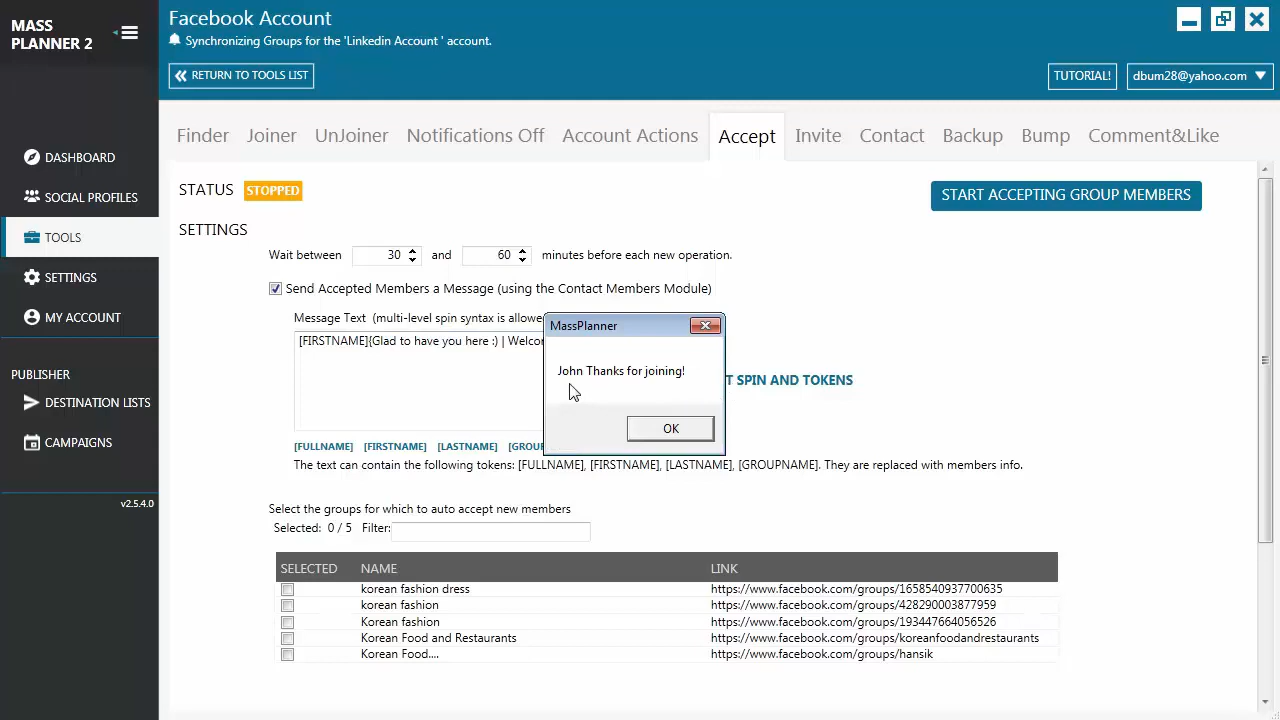 MASS
PLANNER 2
Facebook Account
Synchronizing Groups for the 'Linkedin Account ' account.
RETURN TO TOOLS LIST
TUTORIAL!
dbum28@yahoo.com
DASHBOARD
SOCIAL PROFILES
TOOLS
SETTINGS
MY ACCOUNT
PUBLISHER
DESTINATION LISTS
CAMPAIGNS
v2.5.4.0
Finder Joiner UnJoiner Notifications Off Account Actions Accept Invite Contact Backup Bump Comment&Like
STATUS STOPPED
START ACCEPTING GROUP MEMBERS
SETTINGS
Wait between 30 and 60 minutes before each new operation.
Send Accepted Members a Message (using the Contact Members Module)
Message Text (multi-level spin syntax is allowe
[FIRSTNAME]{Glad to have you here :) | Welcon
MassPlanner
John Thanks for joining!
OK
T SPIN AND TOKENS
[FULLNAME] [FIRSTNAME] [LASTNAME] [GROUP
The text can contain the following tokens: [FULLNAME], [FIRSTNAME], [LASTNAME], [GROUPNAME]. They are replaced with members info.
Select the groups for which to auto accept new members
Selected: 0 / 5 Filter:
SELECTED NAME LINK
korean fashion dress https://www.facebook.com/groups/1658540937700635
korean fashion https://www.facebook.com/groups/428290003877959
Korean fashion https://www.facebook.com/groups/193447664056526
Korean Food and Restaurants https://www.facebook.com/groups/koreanfoodandrestaurants
Korean Food.... https://www.facebook.com/groups/hansik